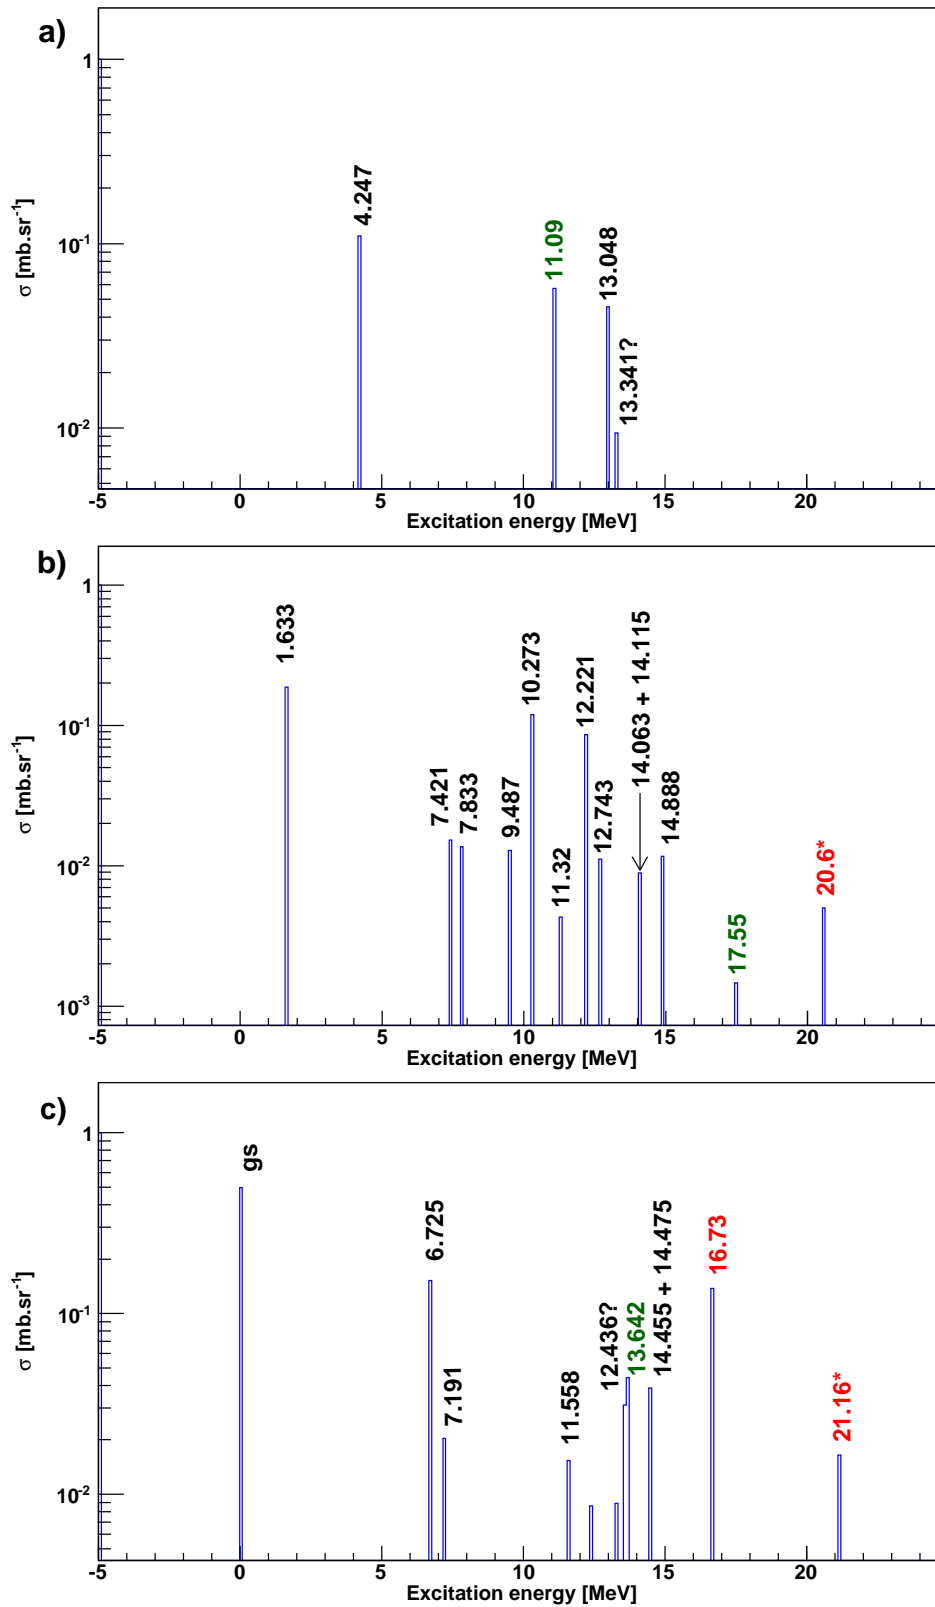 a)
1
10-1
10-2
σ [mb.sr-1]
4.247
11.09
13.048
13.341?
-5 0 5 10 15 20
Excitation energy [MeV]
b)
1
10-1
10-2
10-3
σ [mb.sr-1]
1.633
7.421
7.833
9.487
10.273
11.32
12.221
12.743
14.063 + 14.115
14.888
17.55
20.6*
-5 0 5 10 15 20
Excitation energy [MeV]
c)
1
10-1
10-2
σ [mb.sr-1]
gs
6.725
7.191
11.558
12.436?
13.642
14.455 + 14.475
16.73
21.16*
-5 0 5 10 15 20
Excitation energy [MeV]